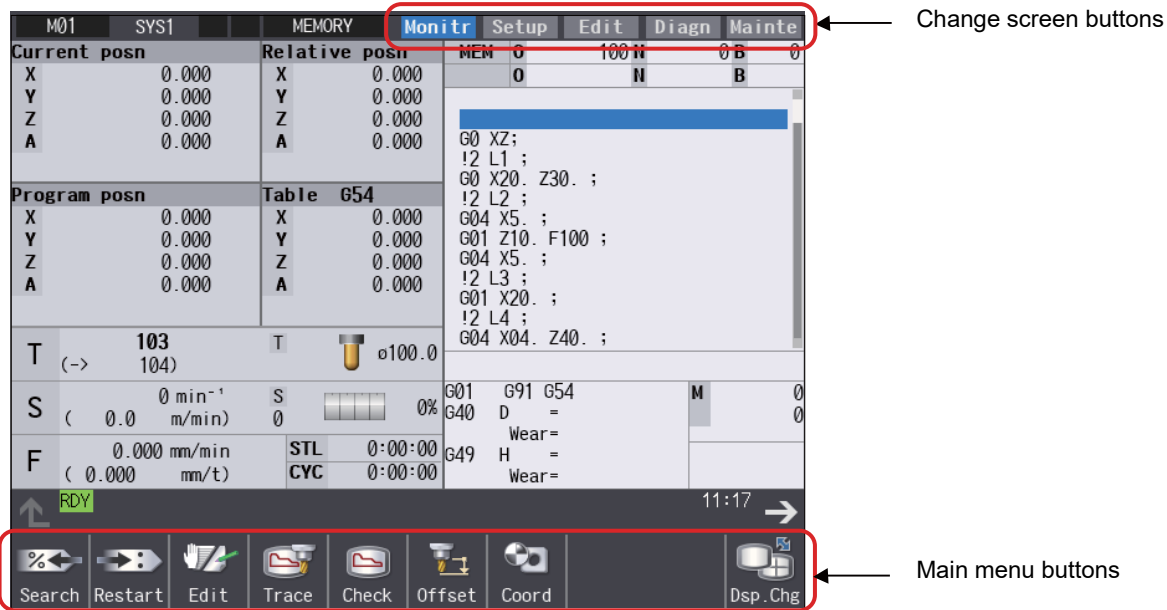 M01 SYS1 MEMORY Monitr Setup Edit Diagn Mainte
Change screen buttons
Current posn Relative posn MEM O 100 N 0 B 0
O N B
X 0.000 X 0.000
Y 0.000 Y 0.000
Z 0.000 Z 0.000
A 0.000 A 0.000
G0 XZ;
!2 L1 ;
G0 X20. Z30. ;
!2 L2 ;
G04 X5. ;
G01 Z10. F100 ;
G04 X5. ;
!2 L3 ;
G01 X20. ;
!2 L4 ;
G04 X04. Z40. ;
Program posn Table G54
X 0.000 X 0.000
Y 0.000 Y 0.000
Z 0.000 Z 0.000
A 0.000 A 0.000
T 103 T ø100.0
(-> 104)
S 0 min⁻¹ S 0%
( 0.0 m/min) 0
F 0.000 mm/min STL 0:00:00
( 0.000 mm/t) CYC 0:00:00
G01 G91 G54 M 0
G40 D = 0
Wear=
G49 H =
Wear=
RDY 11:17
Search Restart Edit Trace Check Offset Coord Dsp.Chg
Main menu buttons